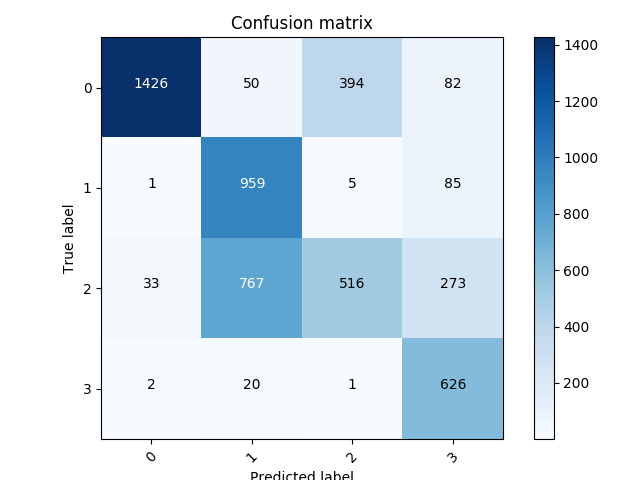 Confusion matrix
0 1426 50 394 82
1 1 959 5 85
2 33 767 516 273
3 2 20 1 626
0 1 2 3
True label
Predicted label
1400
1200
1000
800
600
400
200